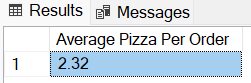 Results Messages
Average Pizza Per Order
1 2.32